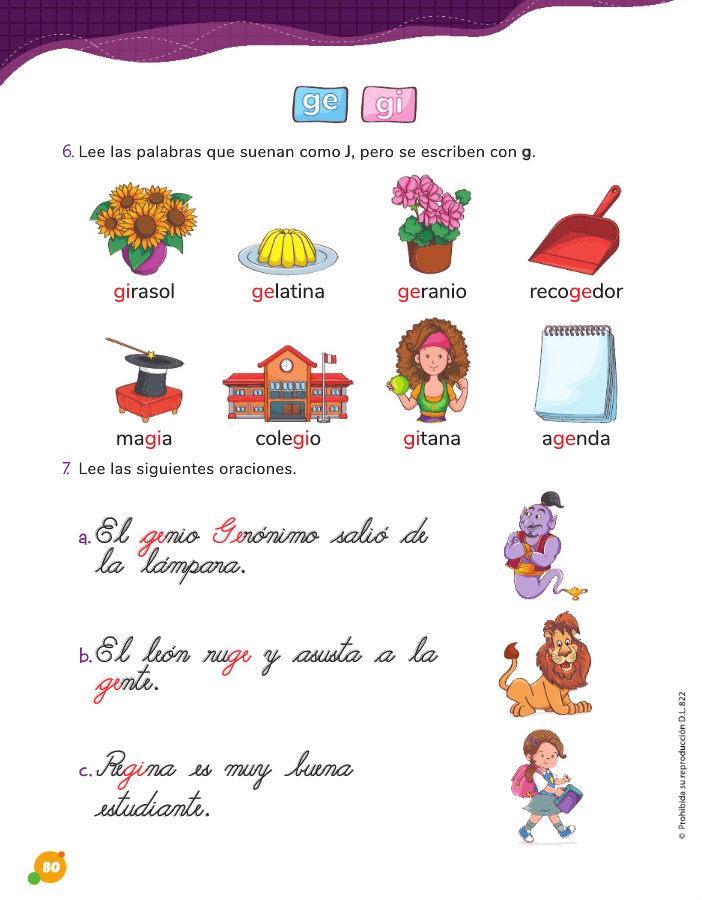 ge gi
6. Lee las palabras que suenan como J, pero se escriben con g.
girasol gelatina geranio recogedor
magia colegio gitana agenda
7. Lee las siguientes oraciones.
a. El genio Gerónimo salió de
la lámpara.
b. El león ruge y asusta a la
gente.
c. Regina es muy buena
estudiante.
© Prohibida su reproducción D.L.822
80